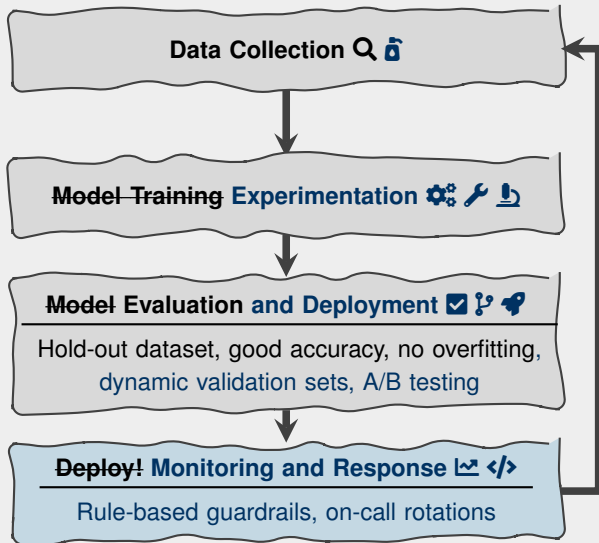 Data Collection
Model Training Experimentation
Model Evaluation and Deployment
Hold-out dataset, good accuracy, no overfitting,
dynamic validation sets, A/B testing
Deploy! Monitoring and Response
Rule-based guardrails, on-call rotations